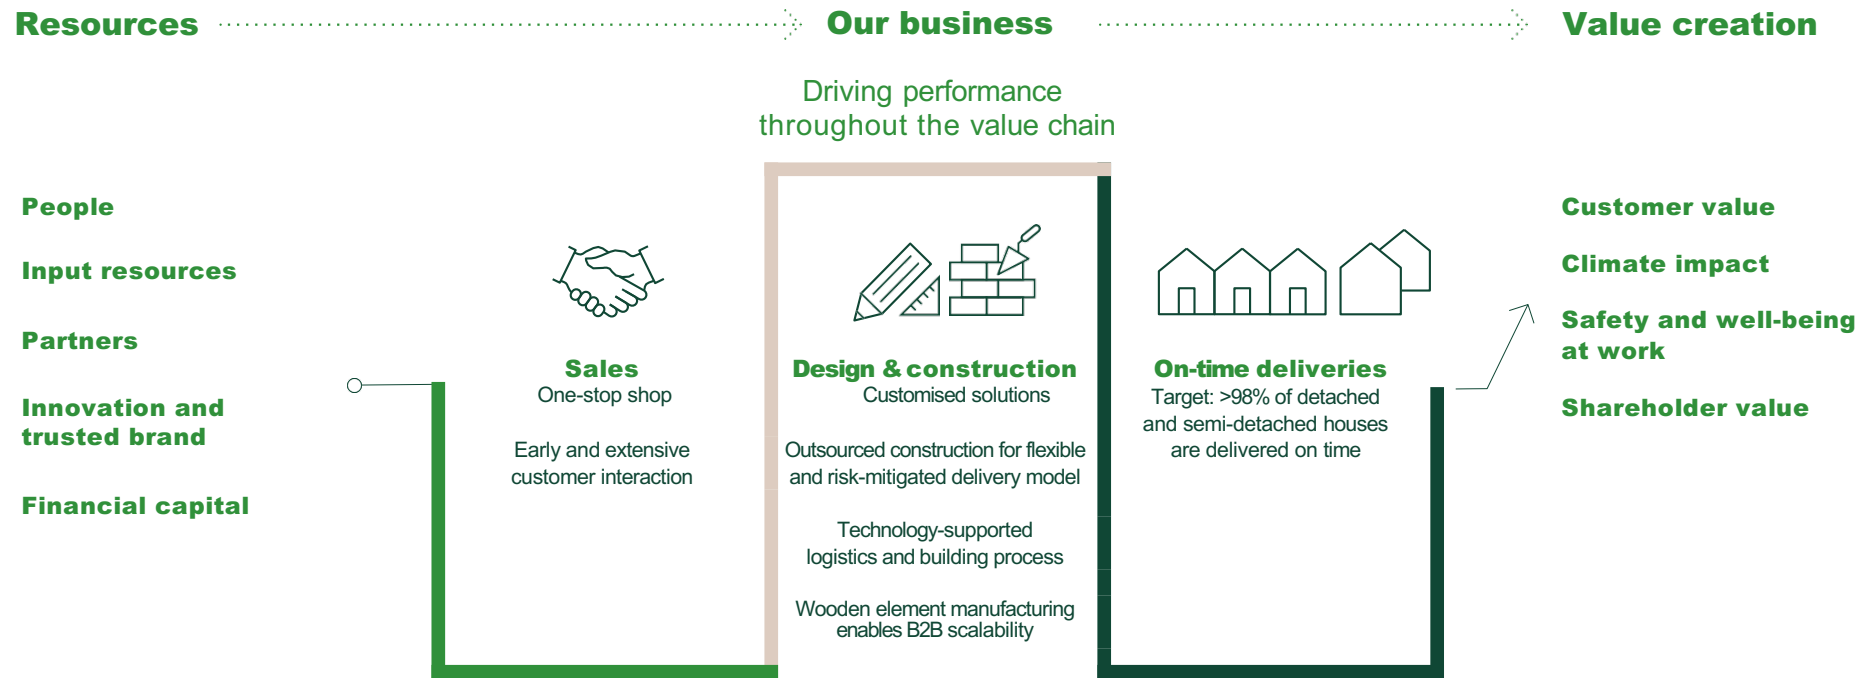 Resources
Our business
Value creation
Driving performance
throughout the value chain
People
Input resources
Partners
Innovation and
trusted brand
Financial capital
Sales
One-stop shop
Early and extensive
customer interaction
Design & construction
Customised solutions
Outsourced construction for flexible
and risk-mitigated delivery model
Technology-supported
logistics and building process
Wooden element manufacturing
enables B2B scalability
On-time deliveries
Target: >98% of detached
and semi-detached houses
are delivered on time
Customer value
Climate impact
Safety and well-being
at work
Shareholder value